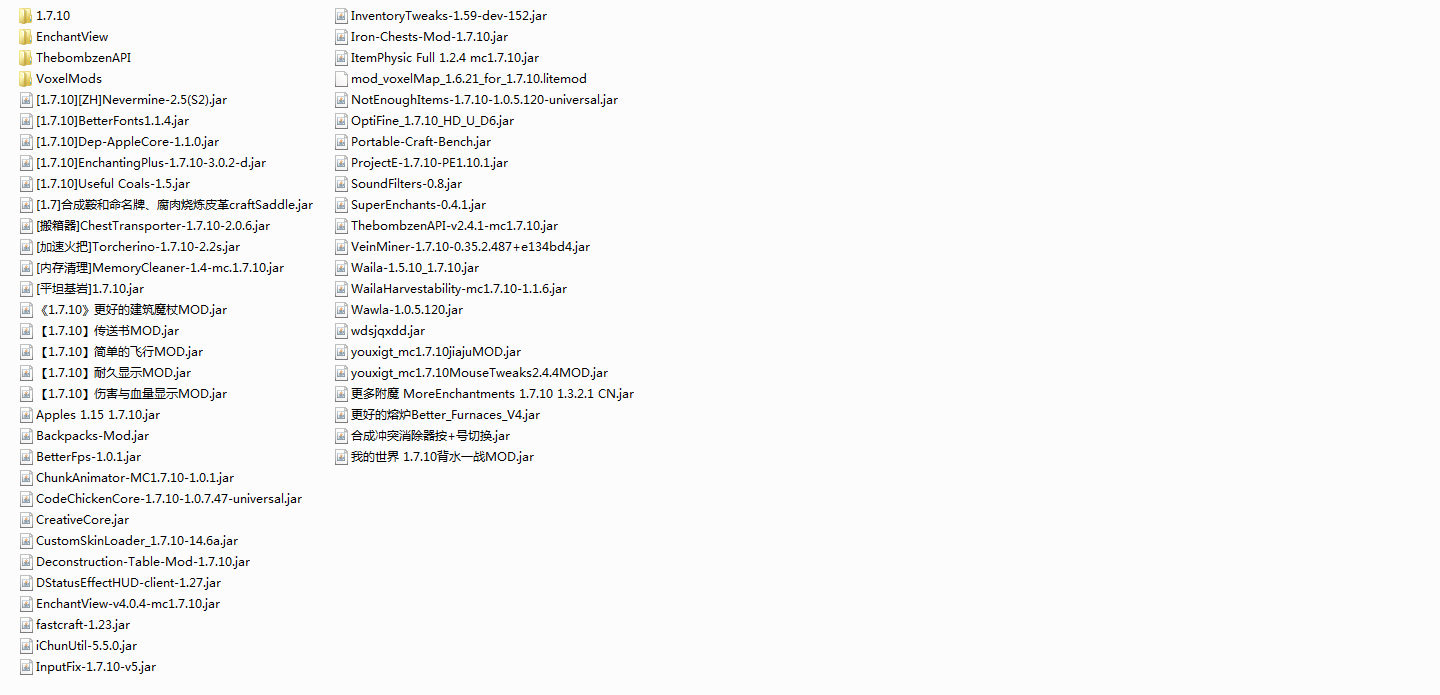 1.7.10
EnchantView
ThebombzenAPI
VoxelMods
[1.7.10][ZH]Nevermine-2.5(S2).jar
[1.7.10]BetterFonts1.1.4.jar
[1.7.10]Dep-AppleCore-1.1.0.jar
[1.7.10]EnchantingPlus-1.7.10-3.0.2-d.jar
[1.7.10]Useful Coals-1.5.jar
[1.7]合成鞍和命名牌、腐肉烧炼皮革craftSaddle.jar
[搬箱器]ChestTransporter-1.7.10-2.0.6.jar
[加速火把]Torcherino-1.7.10-2.2s.jar
[内存清理]MemoryCleaner-1.4-mc.1.7.10.jar
[平坦基岩]1.7.10.jar
《1.7.10》更好的建筑魔杖MOD.jar
【1.7.10】传送书MOD.jar
【1.7.10】简单的飞行MOD.jar
【1.7.10】耐久显示MOD.jar
【1.7.10】伤害与血量显示MOD.jar
Apples 1.15 1.7.10.jar
Backpacks-Mod.jar
BetterFps-1.0.1.jar
ChunkAnimator-MC1.7.10-1.0.1.jar
CodeChickenCore-1.7.10-1.0.7.47-universal.jar
CreativeCore.jar
CustomSkinLoader_1.7.10-14.6a.jar
Deconstruction-Table-Mod-1.7.10.jar
DStatusEffectHUD-client-1.27.jar
EnchantView-v4.0.4-mc1.7.10.jar
fastcraft-1.23.jar
iChunUtil-5.5.0.jar
InputFix-1.7.10-v5.jar
InventoryTweaks-1.59-dev-152.jar
Iron-Chests-Mod-1.7.10.jar
ItemPhysic Full 1.2.4 mc1.7.10.jar
mod_voxelMap_1.6.21_for_1.7.10.litemod
NotEnoughItems-1.7.10-1.0.5.120-universal.jar
OptiFine_1.7.10_HD_U_D6.jar
Portable-Craft-Bench.jar
ProjectE-1.7.10-PE1.10.1.jar
SoundFilters-0.8.jar
SuperEnchants-0.4.1.jar
ThebombzenAPI-v2.4.1-mc1.7.10.jar
VeinMiner-1.7.10-0.35.2.487+e134bd4.jar
Waila-1.5.10_1.7.10.jar
WailaHarvestability-mc1.7.10-1.1.6.jar
Wawla-1.0.5.120.jar
wdsjqxdd.jar
youxigt_mc1.7.10jiajuMOD.jar
youxigt_mc1.7.10MouseTweaks2.4.4MOD.jar
更多附魔 MoreEnchantments 1.7.10 1.3.2.1 CN.jar
更好的熔炉Better_Furnaces_V4.jar
合成冲突消除器按+号切换.jar
我的世界 1.7.10背水一战MOD.jar